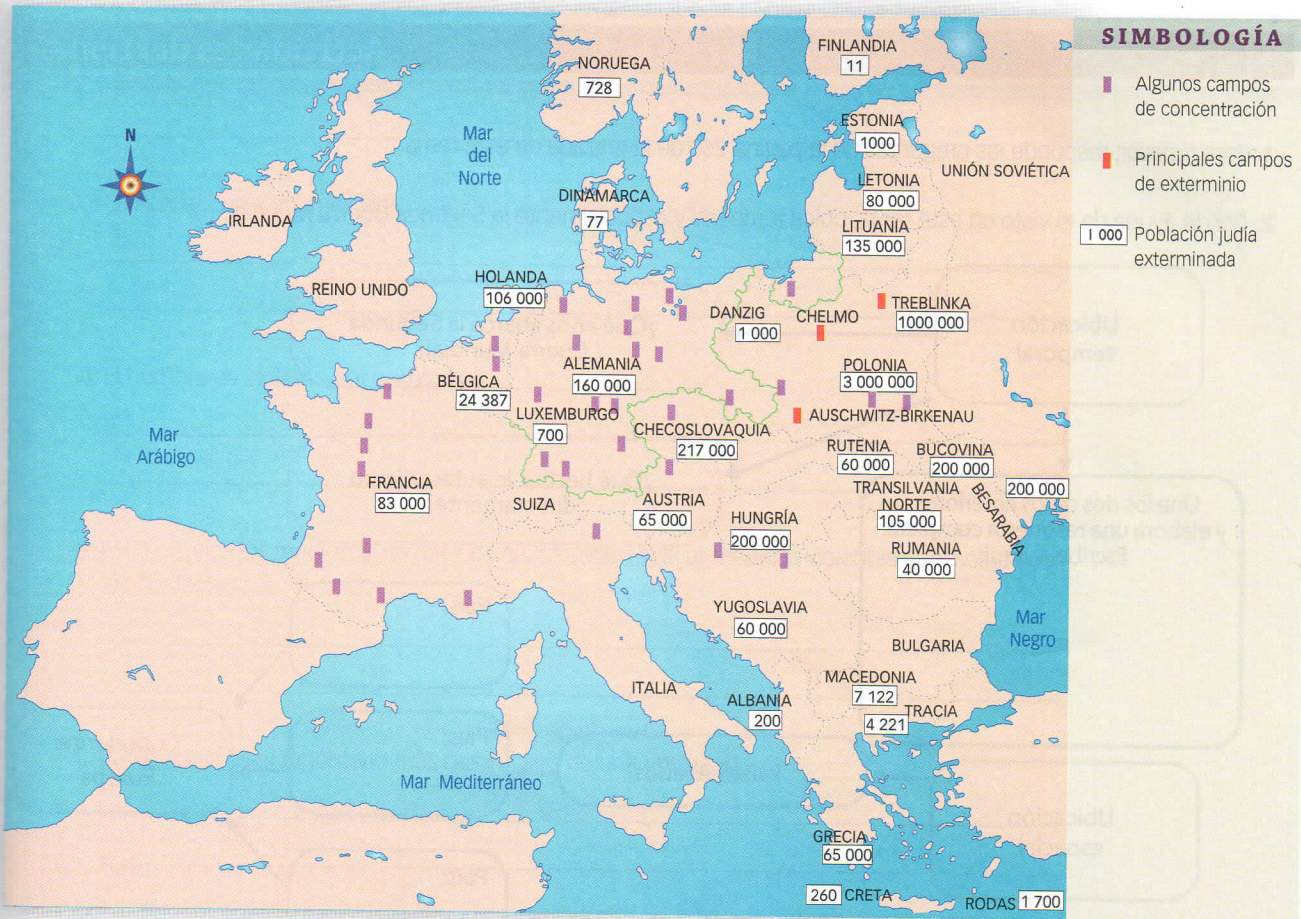 SIMBOLOGÍA
Algunos campos
de concentración
Principales campos
de exterminio
1 000 Población judía
exterminada
N
Mar
del
Norte
NORUEGA
728
FINLANDIA
11
ESTONIA
1000
UNIÓN SOVIÉTICA
LETONIA
80 000
LITUANIA
135 000
DINAMARCA
77
IRLANDA
REINO UNIDO
HOLANDA
106 000
DANZIG
1 000
CHELMO
TREBLINKA
1000 000
ALEMANIA
160 000
POLONIA
3 000 000
BÉLGICA
24 387
LUXEMBURGO
700
AUSCHWITZ-BIRKENAU
CHECOSLOVAQUIA
217 000
Mar
Arábigo
RUTENIA
60 000
BUCOVINA
200 000
FRANCIA
83 000
SUIZA
AUSTRIA
65 000
HUNGRÍA
200 000
TRANSILVANIA
NORTE
105 000
200 000
BESARABIA
RUMANIA
40 000
YUGOSLAVIA
60 000
Mar
Negro
BULGARIA
ITALIA
ALBANIA
200
MACEDONIA
7 122
TRACIA
4 221
Mar Mediterráneo
GRECIA
65 000
260 CRETA
RODAS 1 700